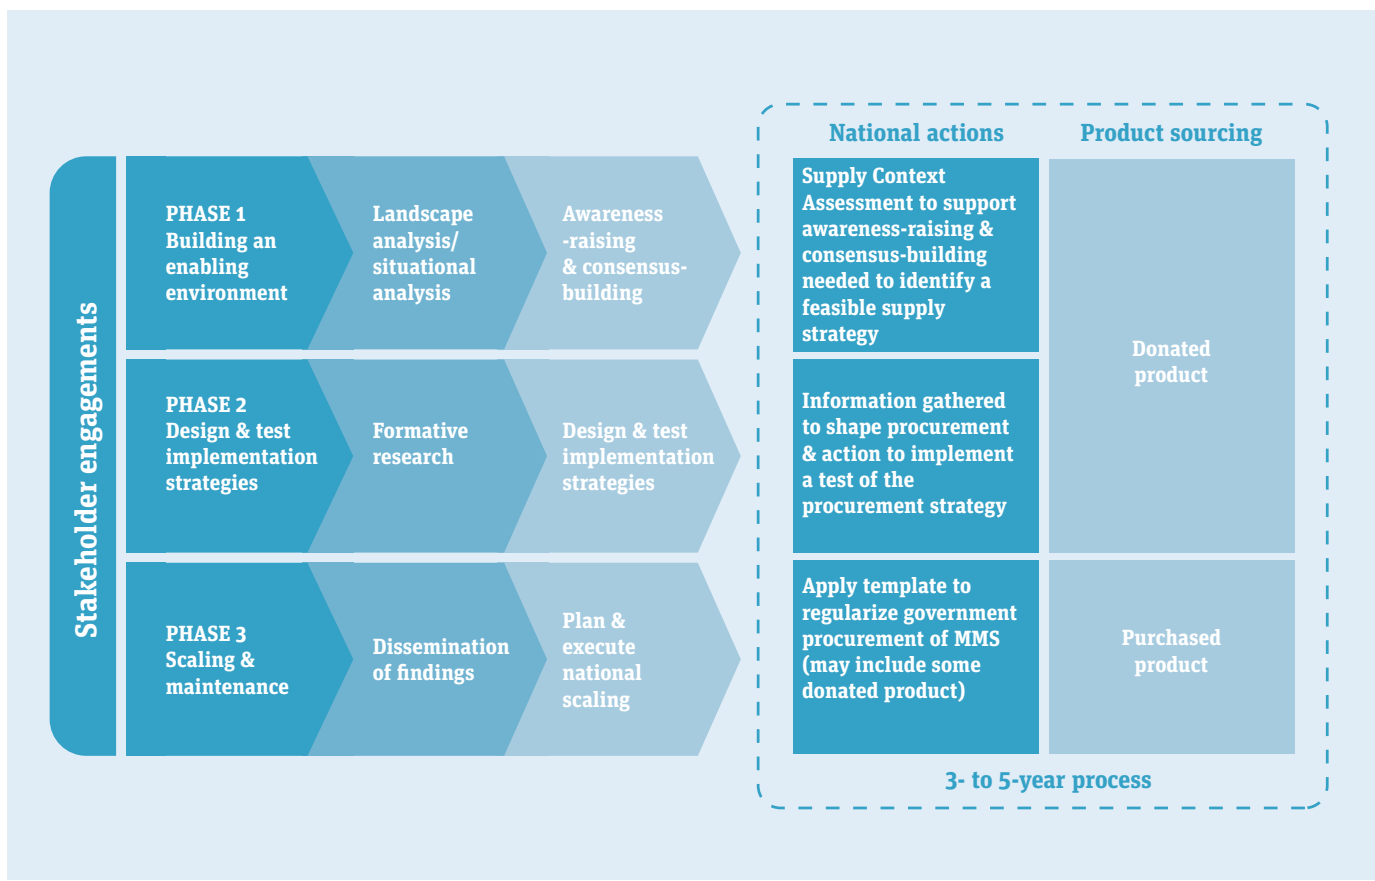 Stakeholder engagements
PHASE 1
Building an
enabling
environment
Landscape
analysis/
situational
analysis
Awareness
-raising
& consensus-
building
PHASE 2
Design & test
implementation
strategies
Formative
research
Design & test
implementation
strategies
PHASE 3
Scaling &
maintenance
Dissemination
of findings
Plan &
execute
national
scaling
National actions
Product sourcing
Supply Context
Assessment to support
awareness-raising &
consensus-building
needed to identify a
feasible supply
strategy
Information gathered
to shape procurement
& action to implement
a test of the
procurement strategy
Donated
product
Apply template to
regularize government
procurement of MMS
(may include some
donated product)
Purchased
product
3- to 5-year process